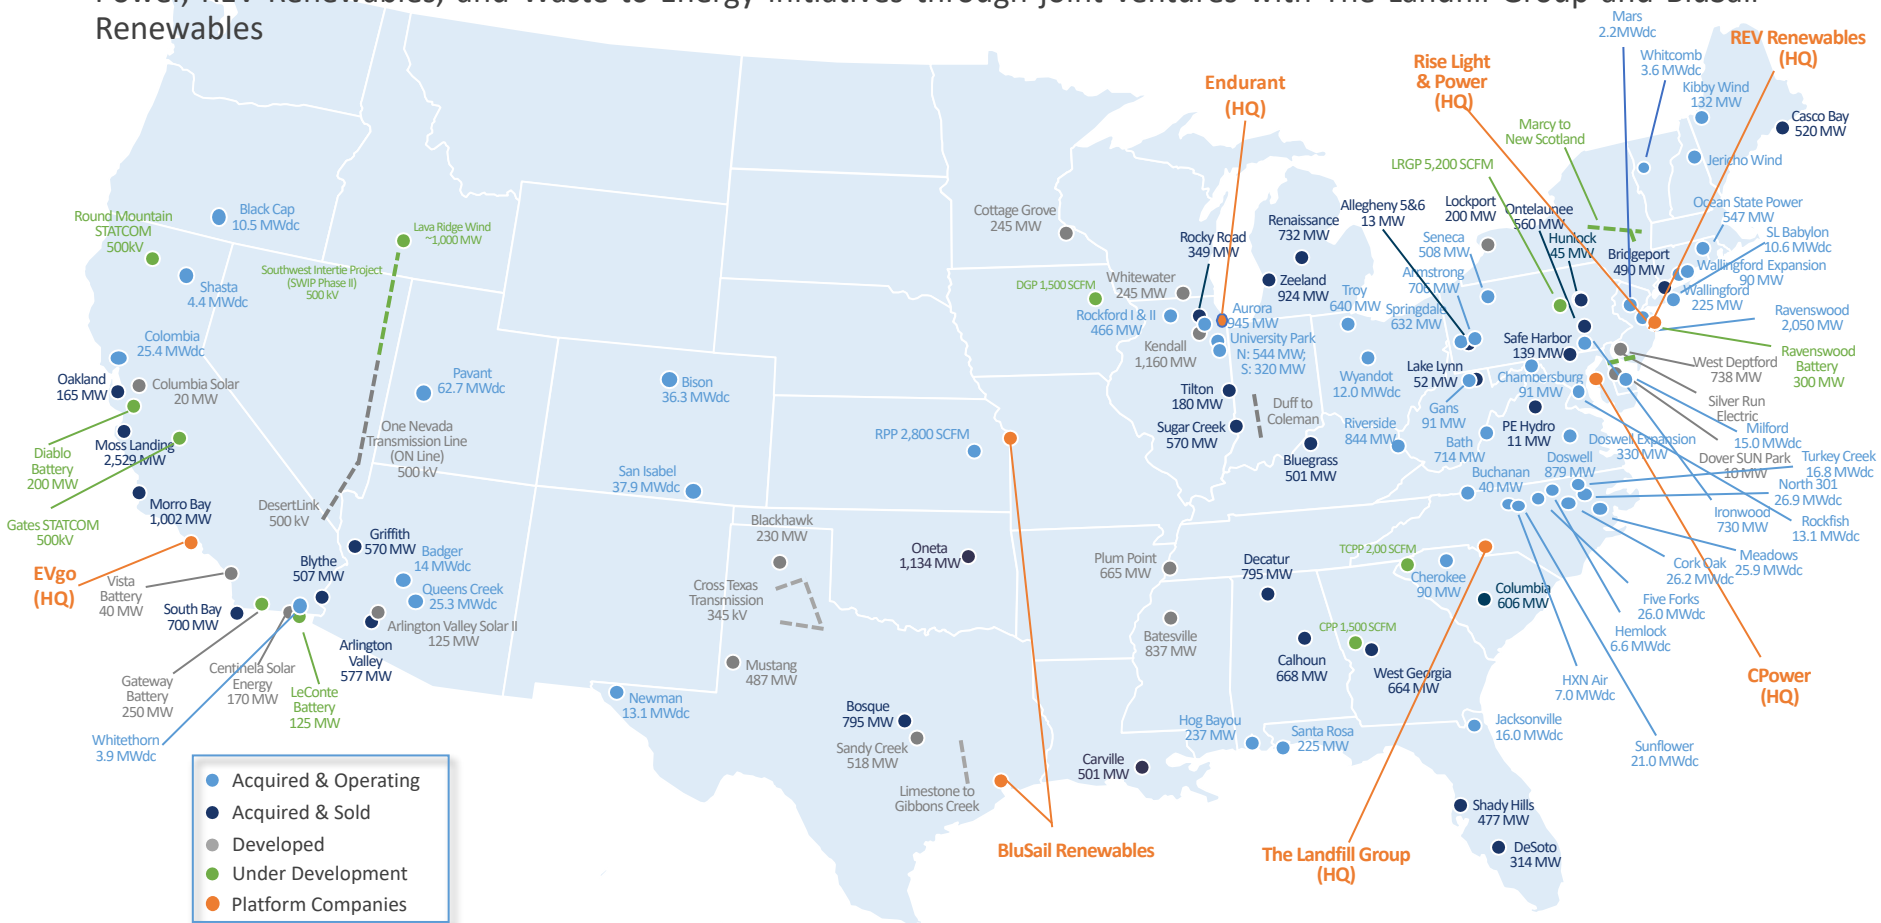 Power, REV Renewables, and Waste to Energy initiatives through joint ventures with The Landfill Group and BluSail
Renewables
Mars
2.2MWdc
Whitcomb
3.6 MWdc
Kibby Wind
132 MW
REV Renewables
(HQ)
Rise Light
& Power
(HQ)
Endurant
(HQ)
Casco Bay
520 MW
Marcy to
New Scotland
Jericho Wind
LRGP 5,200 SCFM
Round Mountain
STATCOM
500kV
Black Cap
10.5 MWdc
Lava Ridge Wind
~1,000 MW
Cottage Grove
245 MW
Rocky Road
349 MW
Renaissance
732 MW
Allegheny 5&6
13 MW
Lockport
200 MW
Ontelaunee
560 MW
Seneca
508 MW
Hunlock
45 MW
Bridgeport
490 MW
Ocean State Power
547 MW
SL Babylon
10.6 MWdc
Wallingford Expansion
90 MW
Wallingford
225 MW
Shasta
4.4 MWdc
Southwest Intertie Project
(SWIP Phase II)
500 kV
DGP 1,500 SCFM
Whitewater
245 MW
Zeeland
924 MW
Armstrong
706 MW
Troy
640 MW
Springdale
632 MW
Rockford I & II
466 MW
Aurora
945 MW
Ravenswood
2,050 MW
Colombia
25.4 MWdc
Kendall
1,160 MW
University Park
N: 544 MW;
S: 320 MW
Safe Harbor
139 MW
West Deptford
738 MW
Ravenswood
Battery
300 MW
Oakland
165 MW
Columbia Solar
20 MW
Pavant
62.7 MWdc
Bison
36.3 MWdc
Tilton
180 MW
Wyandot
12.0 MWdc
Lake Lynn
52 MW
Chambersburg
91 MW
Silver Run
Electric
Duff to
Coleman
Gans
91 MW
Moss Landing
2,529 MW
Diablo
Battery
200 MW
One Nevada
Transmission Line
(ON Line)
500 kV
RPP 2,800 SCFM
Sugar Creek
570 MW
Riverside
844 MW
Bath
714 MW
PE Hydro
11 MW
Milford
15.0 MWdc
Doswell Expansion
330 MW
Bluegrass
501 MW
Doswell
879 MW
Dover SUN Park
10 MW
Turkey Creek
16.8 MWdc
San Isabel
37.9 MWdc
Buchanan
40 MW
North 301
26.9 MWdc
Morro Bay
1,002 MW
DesertLink
500 kV
Gates STATCOM
500kV
Blackhawk
230 MW
Ironwood
730 MW
Rockfish
13.1 MWdc
Griffith
570 MW
Badger
14 MWdc
Oneta
1,134 MW
Plum Point
665 MW
Decatur
795 MW
TCPP 2,00 SCFM
Cherokee
90 MW
Cork Oak
26.2 MWdc
Meadows
25.9 MWdc
EVgo
(HQ)
Vista
Battery
40 MW
Blythe
507 MW
Queens Creek
25.3 MWdc
Cross Texas
Transmission
345 kV
Columbia
606 MW
Five Forks
26.0 MWdc
South Bay
700 MW
Arlington Valley Solar II
125 MW
Batesville
837 MW
CPP 1,500 SCFM
Hemlock
6.6 MWdc
Arlington
Valley
577 MW
Calhoun
668 MW
West Georgia
664 MW
HXN Air
7.0 MWdc
CPower
(HQ)
Gateway
Battery
250 MW
Centinela Solar
Energy
170 MW
LeConte
Battery
125 MW
Mustang
487 MW
Newman
13.1 MWdc
Bosque
795 MW
Hog Bayou
237 MW
Santa Rosa
225 MW
Jacksonville
16.0 MWdc
Whitethorn
3.9 MWdc
Sandy Creek
518 MW
Carville
501 MW
Sunflower
21.0 MWdc
Limestone to
Gibbons Creek
Shady Hills
477 MW
BluSail Renewables
The Landfill Group
(HQ)
DeSoto
314 MW
Acquired & Operating
Acquired & Sold
Developed
Under Development
Platform Companies